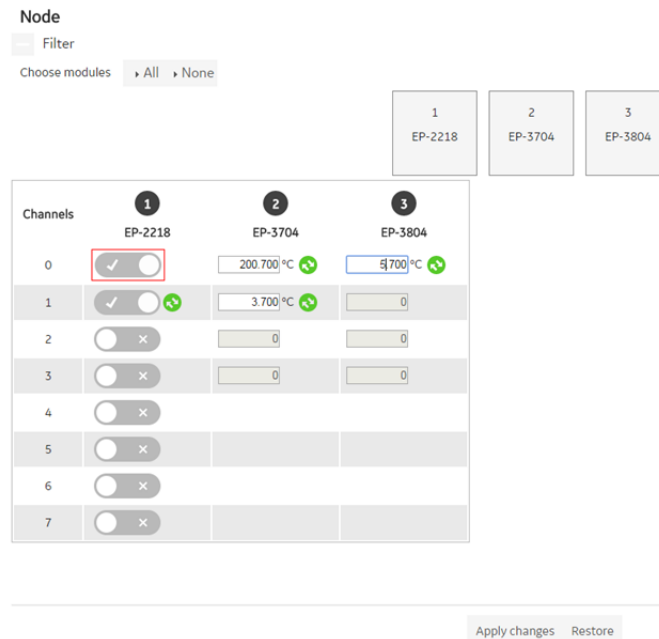 Node
Filter
Choose modules All None
1 2 3
EP-2218 EP-3704 EP-3804
Channels 1 2 3
EP-2218 EP-3704 EP-3804
0 200.700 °C 5.700 °C
1 3.700 °C 0
2 0 0
3 0 0
4
5
6
7
Apply changes Restore